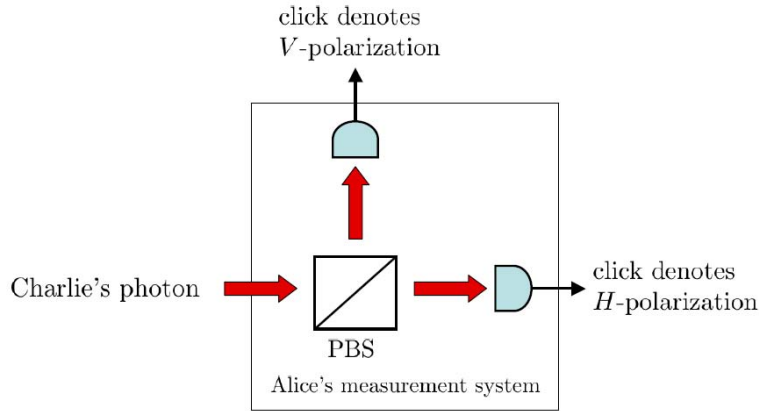 click denotes
V-polarization
Charlie's photon
click denotes
H-polarization
PBS
Alice's measurement system